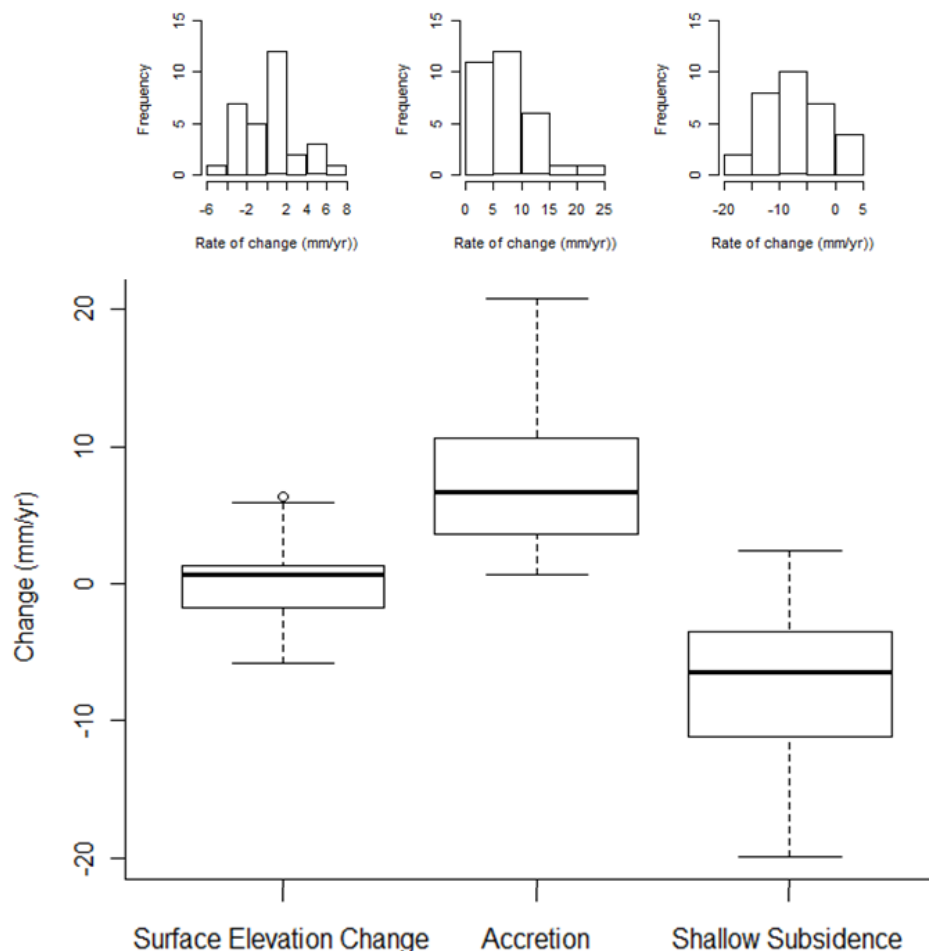 15
10
5
0
Frequency
-6 -2 2 4 6 8
Rate of change (mm/yr))
15
10
5
0
Frequency
0 5 10 15 20 25
Rate of change (mm/yr))
15
10
5
0
Frequency
-20 -10 0 5
Rate of change (mm/yr))
20
10
0
-10
-20
Change (mm/yr)
Surface Elevation Change Accretion Shallow Subsidence